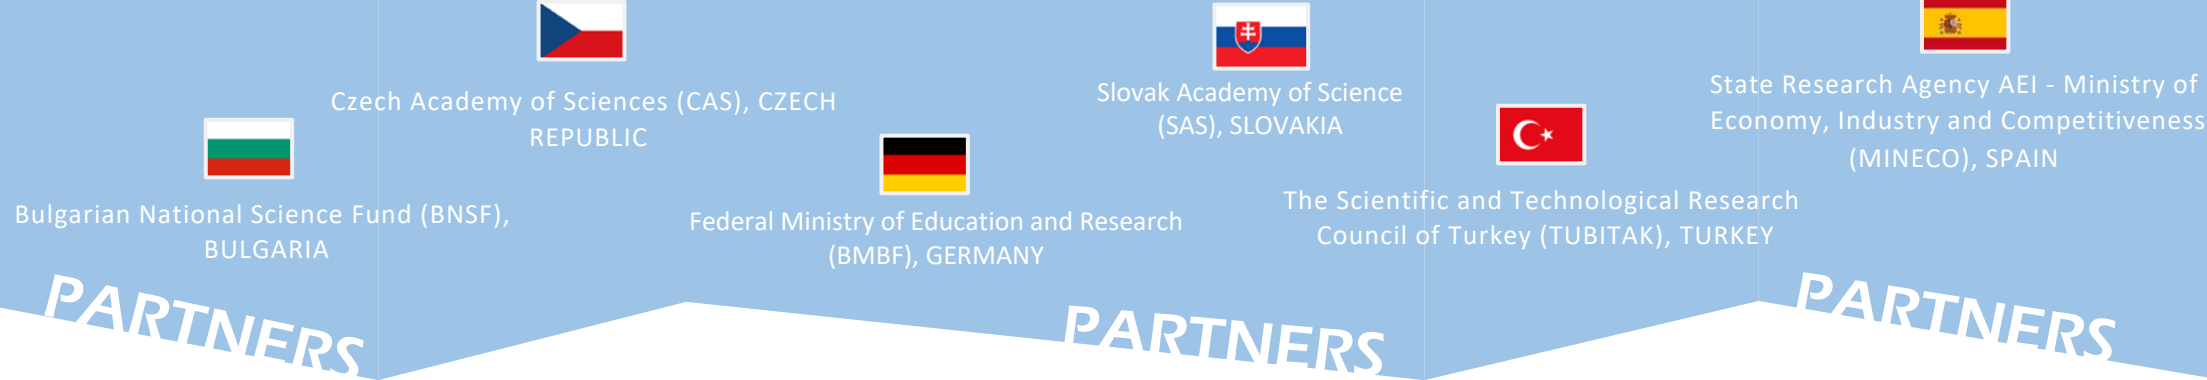 Czech Academy of Sciences (CAS), CZECH
REPUBLIC
Slovak Academy of Science
(SAS), SLOVAKIA
State Research Agency AEI - Ministry of
Economy, Industry and Competitiveness
(MINECO), SPAIN
Bulgarian National Science Fund (BNSF),
BULGARIA
Federal Ministry of Education and Research
(BMBF), GERMANY
The Scientific and Technological Research
Council of Turkey (TUBITAK), TURKEY
PARTNERS
PARTNERS
PARTNERS